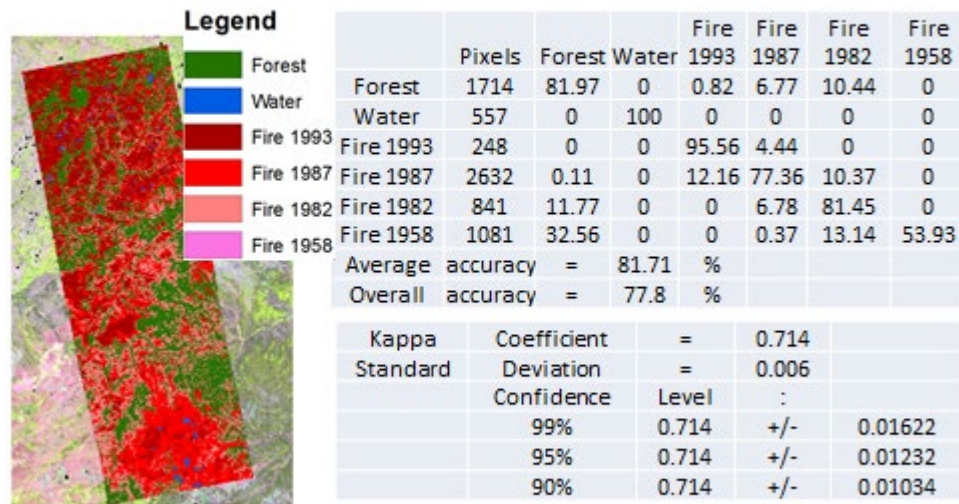 Legend
Forest
Water
Fire 1993
Fire 1987
Fire 1982
Fire 1958
Pixels Forest Water Fire 1993 Fire 1987 Fire 1982 Fire 1958
Forest 1714 81.97 0 0.82 6.77 10.44 0
Water 557 0 100 0 0 0 0
Fire 1993 248 0 0 95.56 4.44 0 0
Fire 1987 2632 0.11 0 12.16 77.36 10.37 0
Fire 1982 841 11.77 0 0 6.78 81.45 0
Fire 1958 1081 32.56 0 0 0.37 13.14 53.93
Average accuracy = 81.71 %
Overall accuracy = 77.8 %
Kappa Coefficient = 0.714
Standard Deviation = 0.006
Confidence Level :
99% 0.714 +/- 0.01622
95% 0.714 +/- 0.01232
90% 0.714 +/- 0.01034